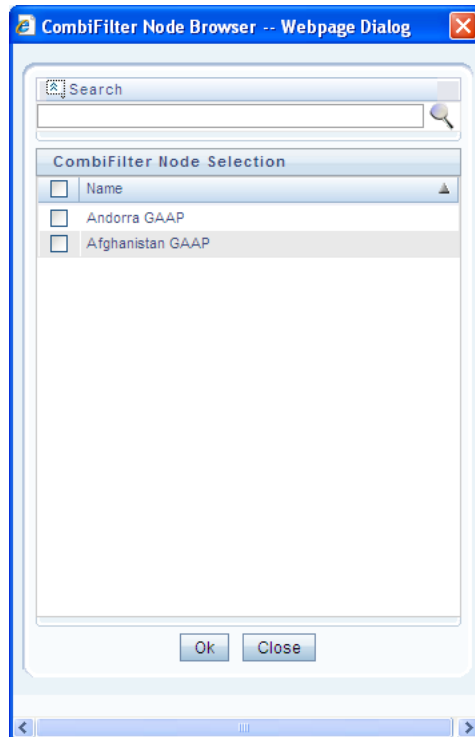 CombiFilter Node Browser -- Webpage Dialog
Search
CombiFilter Node Selection
Name
Andorra GAAP
Afghanistan GAAP
Ok Close